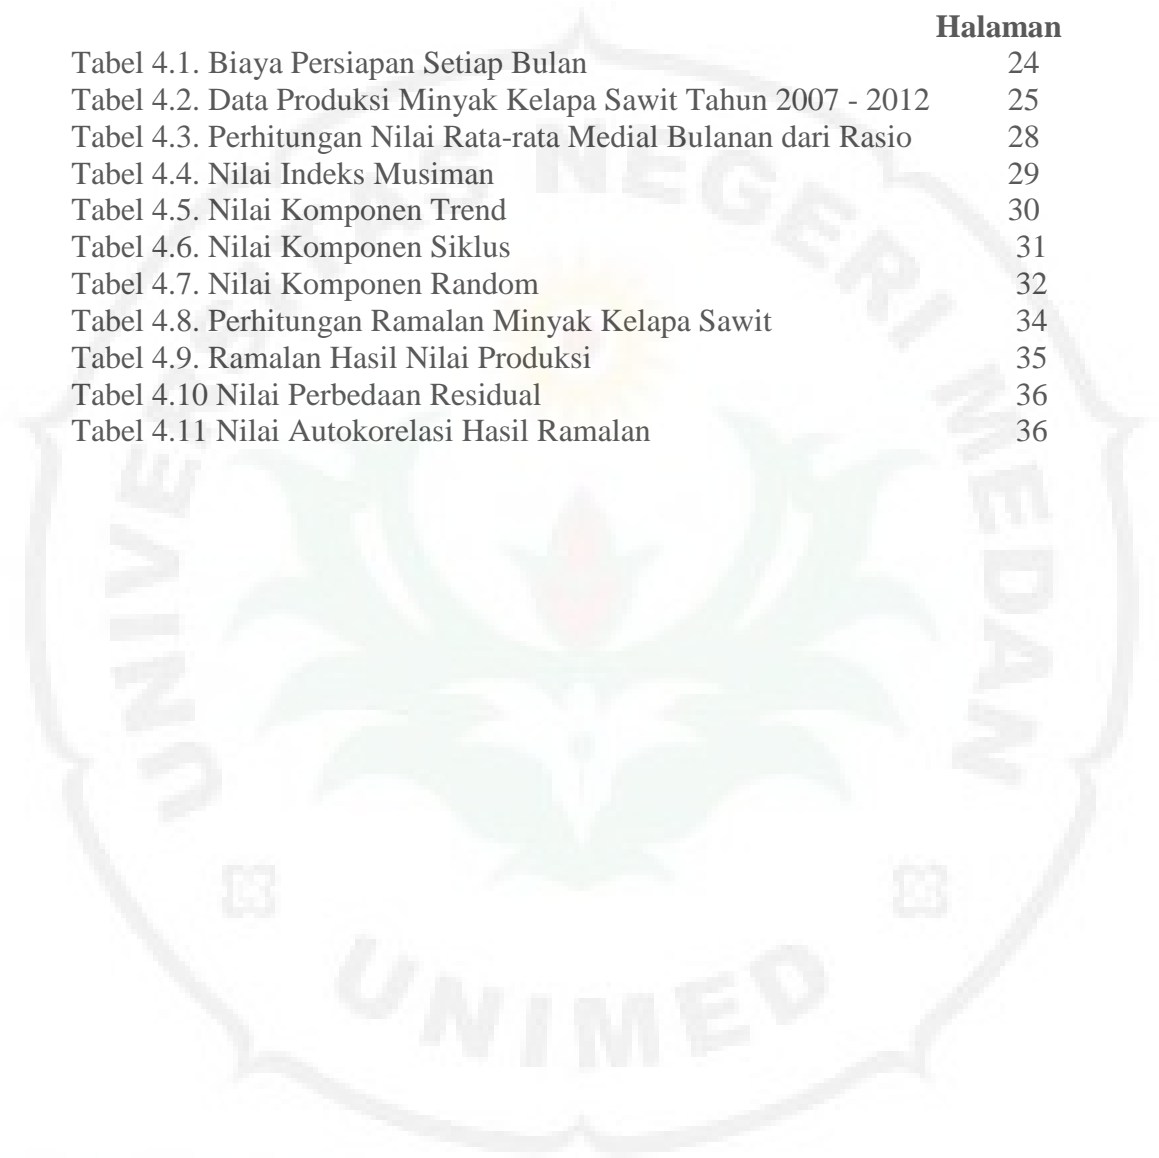 Halaman
Tabel 4.1. Biaya Persiapan Setiap Bulan 24
Tabel 4.2. Data Produksi Minyak Kelapa Sawit Tahun 2007 - 2012 25
Tabel 4.3. Perhitungan Nilai Rata-rata Medial Bulanan dari Rasio 28
Tabel 4.4. Nilai Indeks Musiman 29
Tabel 4.5. Nilai Komponen Trend 30
Tabel 4.6. Nilai Komponen Siklus 31
Tabel 4.7. Nilai Komponen Random 32
Tabel 4.8. Perhitungan Ramalan Minyak Kelapa Sawit 34
Tabel 4.9. Ramalan Hasil Nilai Produksi 35
Tabel 4.10 Nilai Perbedaan Residual 36
Tabel 4.11 Nilai Autokorelasi Hasil Ramalan 36
UNIVERSITAS NEGERI MEDAN
UNIMED